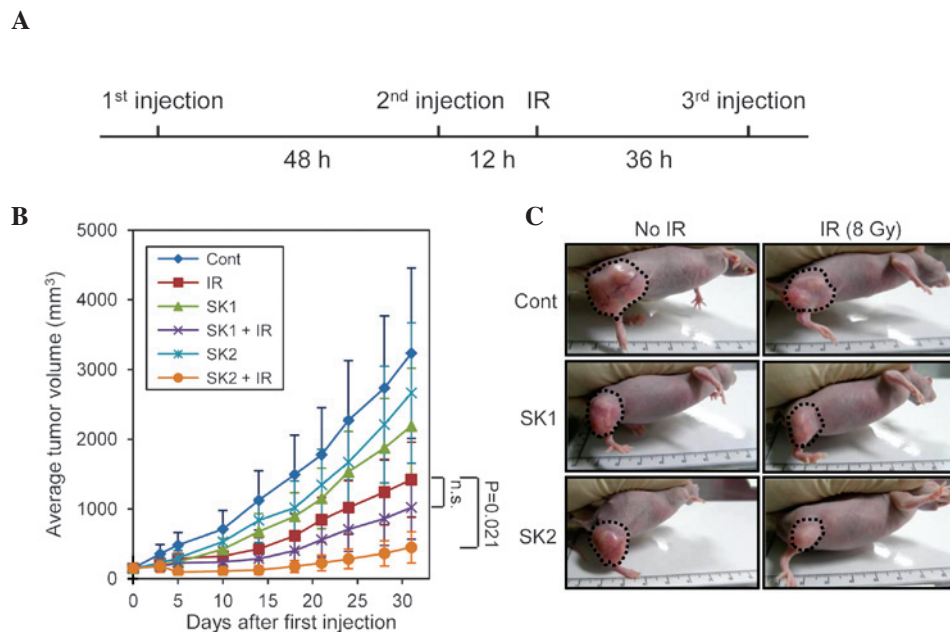 A
1st injection 2nd injection IR 3rd injection
48 h 12 h 36 h
B
5000
4000
3000
2000
1000
0
Average tumor volume (mm3)
Cont
IR
SK1
SK1 + IR
SK2
SK2 + IR
n.s.
P=0.021
0 5 10 15 20 25 30
Days after first injection
C
No IR IR (8 Gy)
Cont
SK1
SK2